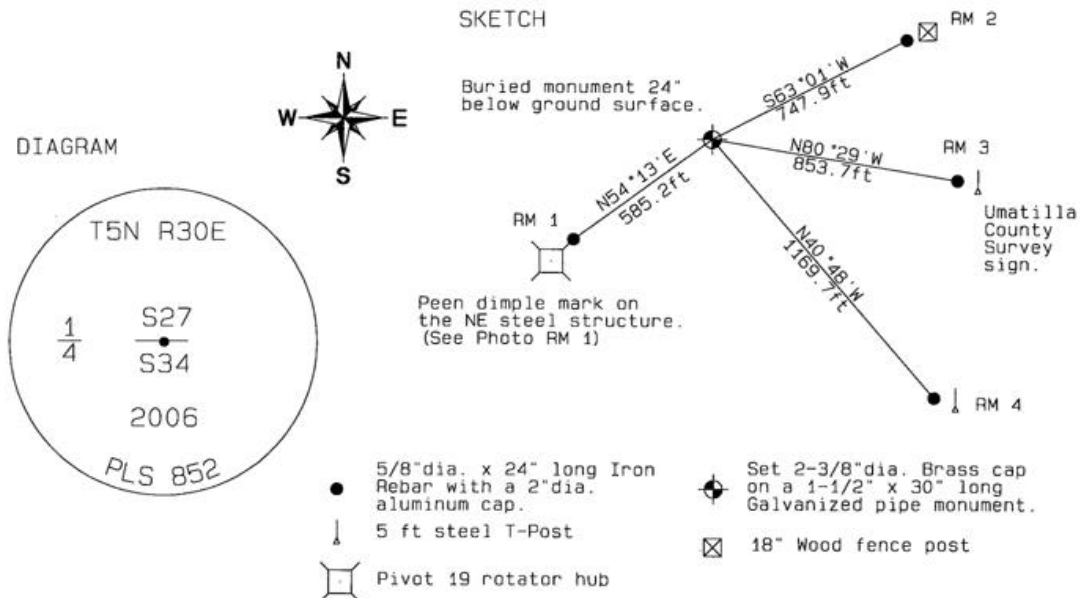 SKETCH
RM 2
N
W E
S
Buried monument 24"
below ground surface.
S63°01'W
747.9ft
DIAGRAM
N80°29'W
853.7ft
RM 3
N54°13'E
585.2ft
RM 1
Umatilla
County
Survey
sign.
N40°48'W
1169.7ft
Peen dimple mark on
the NE steel structure.
(See Photo RM 1)
RM 4
T5N R30E
1
4
S27
S34
2006
PLS 852
5/8"dia. x 24" long Iron
Rebar with a 2"dia.
aluminum cap.
5 ft steel T-Post
Pivot 19 rotator hub
Set 2-3/8"dia. Brass cap
on a 1-1/2" x 30" long
Galvanized pipe monument.
18" Wood fence post